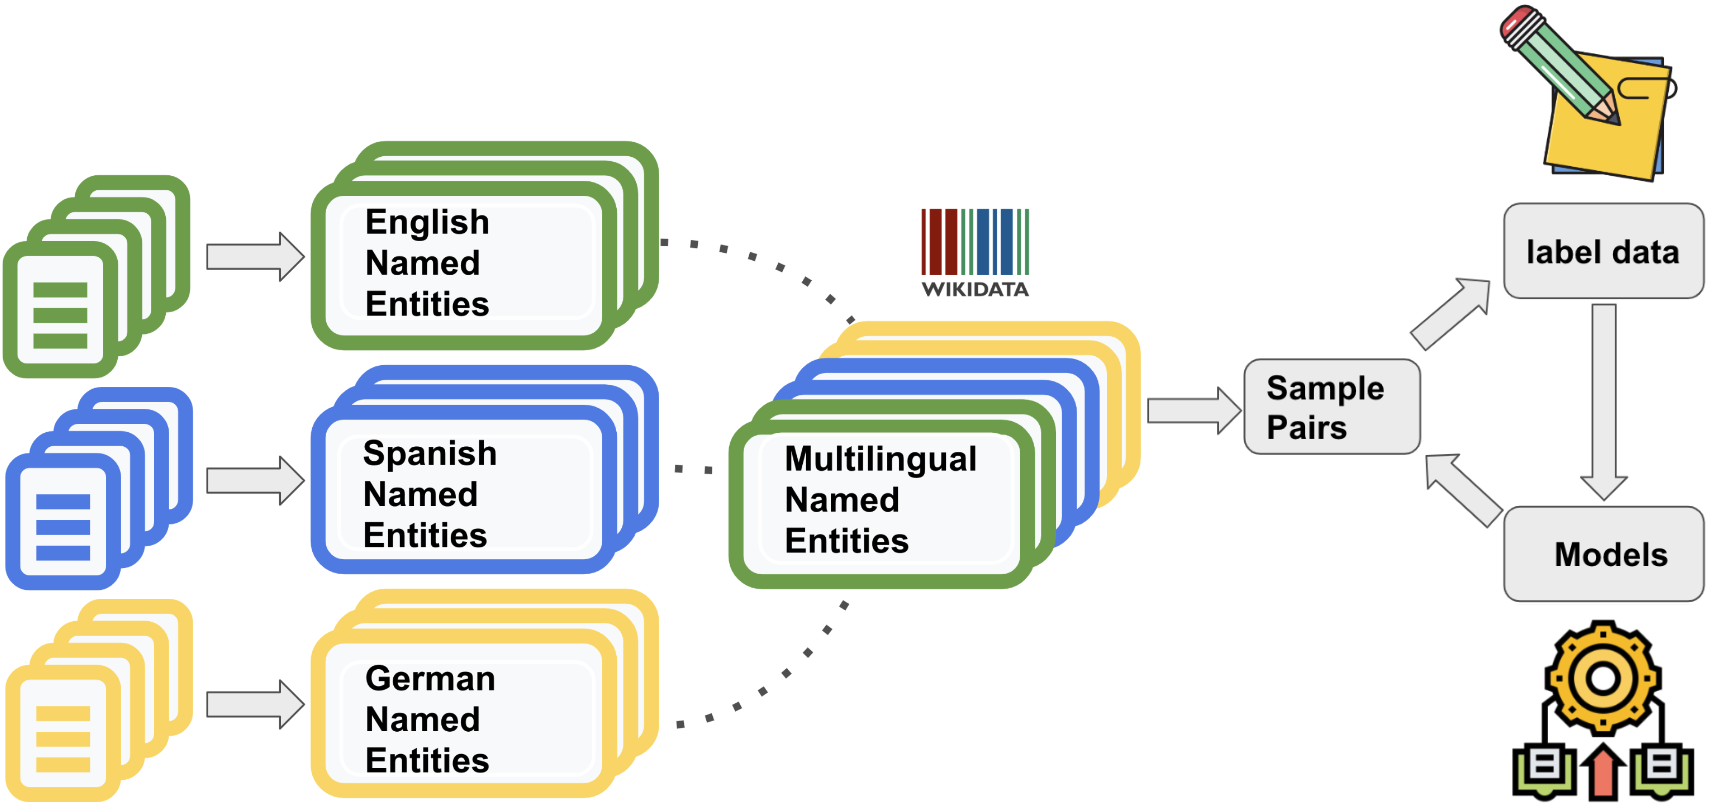 English
Named
Entities
WIKIDATA
label data
Sample
Pairs
Spanish
Named
Entities
Multilingual
Named
Entities
Models
German
Named
Entities